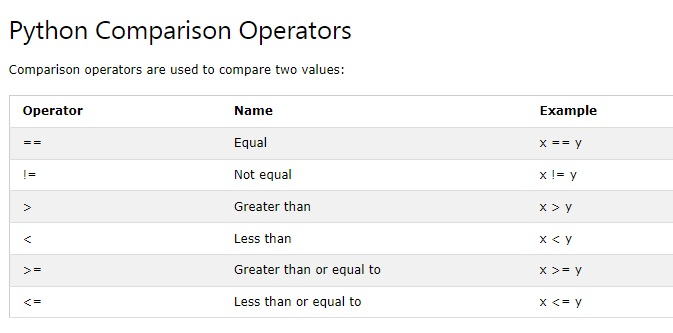 Python Comparison Operators
Comparison operators are used to compare two values:
Operator Name Example
== Equal x == y
!= Not equal x != y
> Greater than x > y
< Less than x < y
>= Greater than or equal to x >= y
<= Less than or equal to x <= y